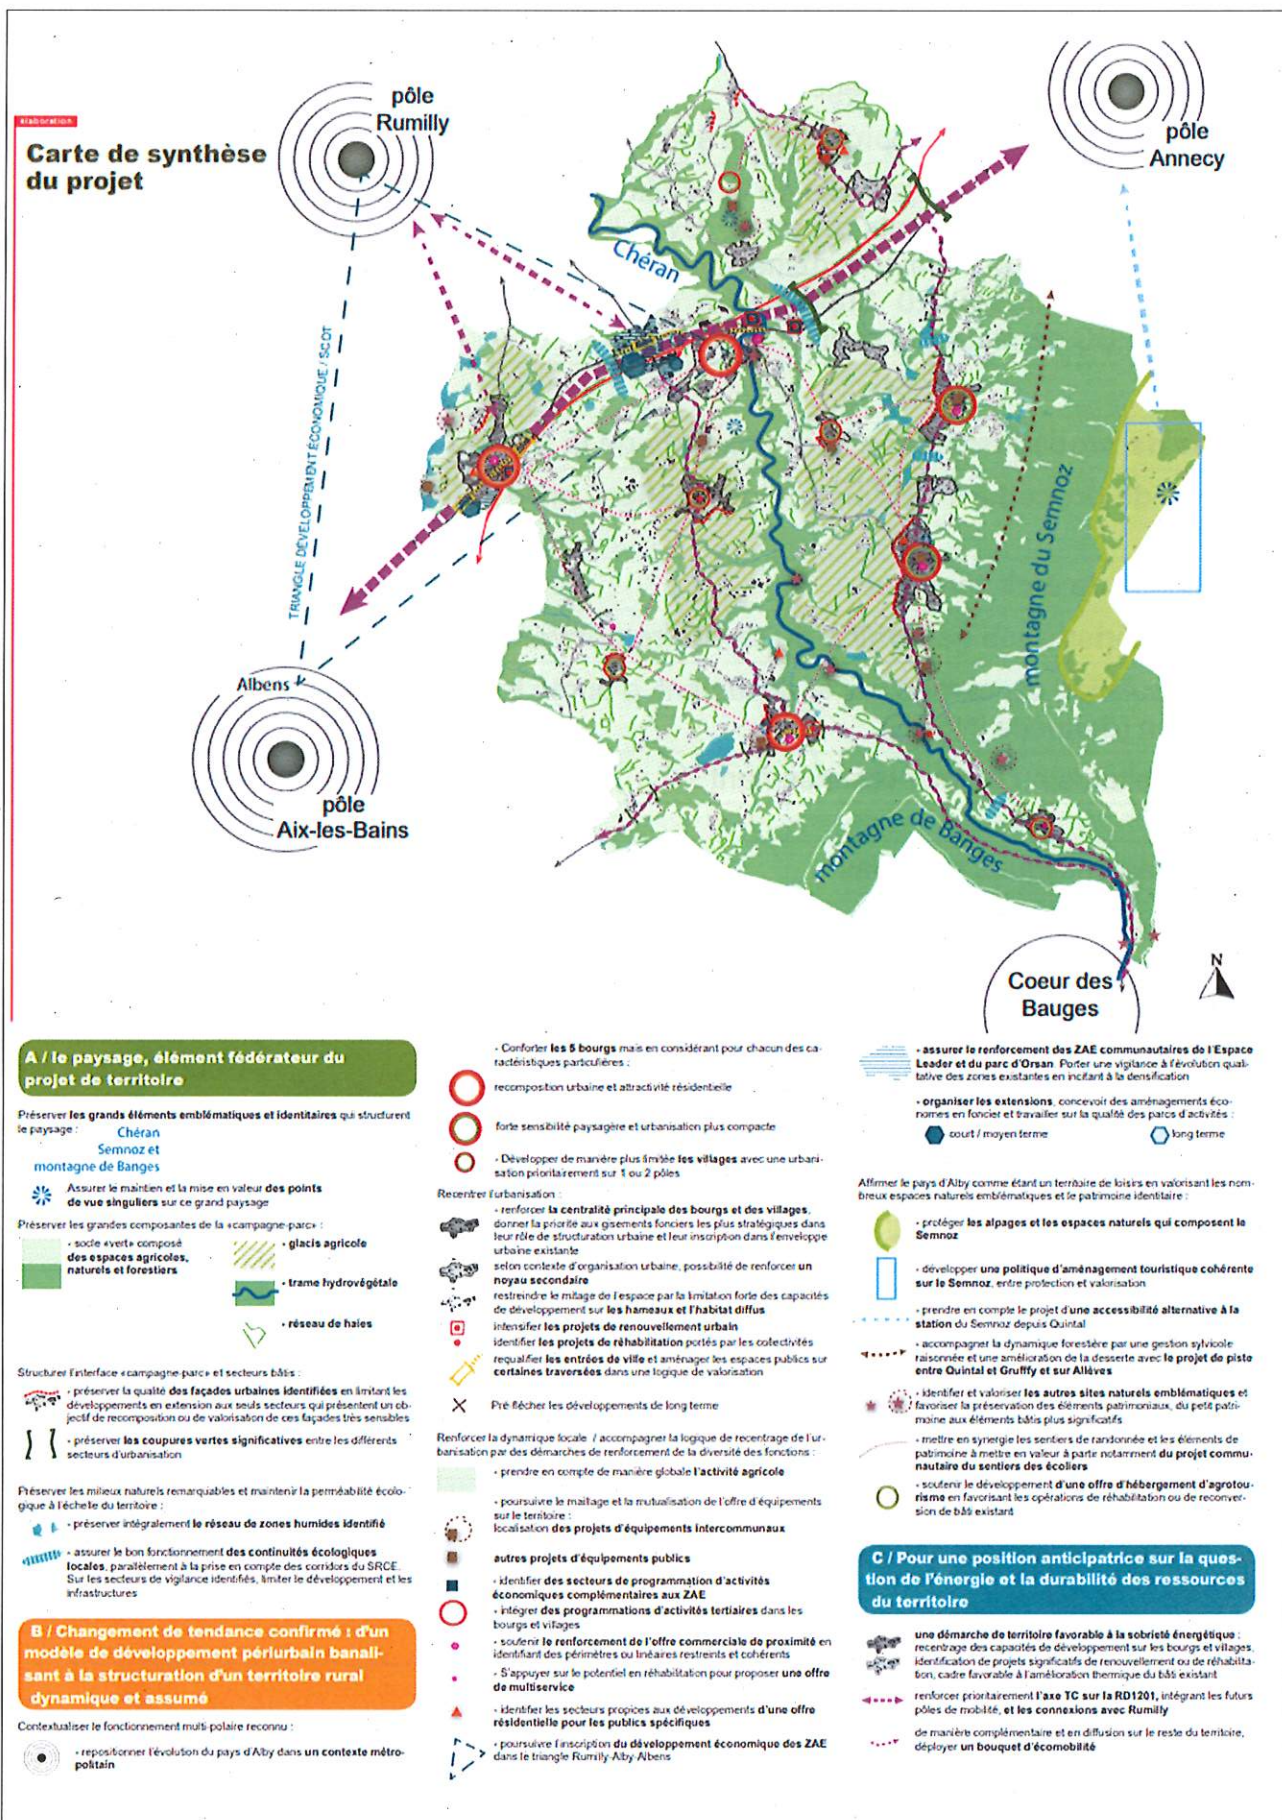 élaboration
Carte de synthèse
du projet
pôle
Rumilly
pôle
Annecy
Chéran
TRIANGLE DÉVELOPPEMENT ÉCONOMIQUE / SCOT
montagne du Semnoz
Albens
pôle
Aix-les-Bains
montagne de Banges
Coeur des
Bauges
N
A / le paysage, élément fédérateur du
projet de territoire
Préserver les grands éléments emblématiques et identitaires qui structurent
le paysage :
Chéran
Semnoz et
montagne de Banges
Assurer le maintien et la mise en valeur des points
de vue singuliers sur ce grand paysage
Préserver les grandes composantes de la «campagne-parc» :
- socle «vert» composé
des espaces agricoles,
naturels et forestiers
- glacis agricole
- trame hydrovégétale
- réseau de haies
Structurer l'interface «campagne-parc» et secteurs bâtis :
- préserver la qualité des façades urbaines identifiées en limitant les
développements en extension aux seuls secteurs qui présentent un ob-
jectif de recomposition ou de valorisation de ces façades très sensibles
- préserver les coupures vertes significatives entre les différents
secteurs d'urbanisation
Préserver les milieux naturels remarquables et maintenir la perméabilité écolo-
gique à l'échelle du territoire :
- préserver intégralement le réseau de zones humides identifié
- assurer le bon fonctionnement des continuités écologiques
locales, parallèlement à la prise en compte des corridors du SRCE.
Sur les secteurs de vigilance identifiés, limiter le développement et les
infrastructures
B / Changement de tendance confirmé : d'un
modèle de développement périurbain banali-
sant à la structuration d'un territoire rural
dynamique et assumé
Contextualiser le fonctionnement multi-polaire reconnu :
- repositionner l'évolution du pays d'Alby dans un contexte métro-
politain
- Conforter les 5 bourgs mais en considérant pour chacun des ca-
ractéristiques particulières :
recomposition urbaine et attractivité résidentielle
forte sensibilité paysagère et urbanisation plus compacte
- Développer de manière plus limitée les villages avec une urbani-
sation prioritairement sur 1 ou 2 pôles
Recentrer l'urbanisation :
- renforcer la centralité principale des bourgs et des villages,
donner la priorité aux gisements fonciers les plus stratégiques dans
leur rôle de structuration urbaine et leur inscription dans l'enveloppe
urbaine existante
selon contexte d'organisation urbaine, possibilité de renforcer un
noyau secondaire
restreindre le mitage de l'espace par la limitation forte des capacités
de développement sur les hameaux et l'habitat diffus
intensifier les projets de renouvellement urbain
identifier les projets de réhabilitation portés par les colectivités
requalifier les entrées de ville et aménager les espaces publics sur
certaines traversées dans une logique de valorisation
Pré flécher les développements de long terme
Renforcer la dynamique locale / accompagner la logique de recentrage de l'ur-
banisation par des démarches de renforcement de la diversité des fonctions :
- prendre en compte de manière globale l'activité agricole
- poursuivre le maillage et la mutualisation de l'offre d'équipements
sur le territoire :
localisation des projets d'équipements intercommunaux
autres projets d'équipements publics
- identifier des secteurs de programmation d'activités
économiques complémentaires aux ZAE
- intégrer des programmations d'activités tertiaires dans les
bourgs et villages
- soutenir le renforcement de l'offre commerciale de proximité en
identifiant des périmètres ou linéaires restreints et cohérents
- S'appuyer sur le potentiel en réhabilitation pour proposer une offre
de multiservice
- identifier les secteurs propices aux développements d'une offre
résidentielle pour les publics spécifiques
- poursuivre l'inscription du développement économique des ZAE
dans le triangle Rumilly-Alby-Albens
- assurer le renforcement des ZAE communautaires de l'Espace
Leader et du parc d'Orsan. Porter une vigilance à l'évolution quali-
tative des zones existantes en incitant à la densification
- organiser les extensions, concevoir des aménagements éco-
nomes en foncier et travailler sur la qualité des parcs d'activités :
court / moyen terme
long terme
Affirmer le pays d'Alby comme étant un territoire de loisirs en valorisant les nom-
breux espaces naturels emblématiques et le patrimoine identitaire :
- protéger les alpages et les espaces naturels qui composent le
Semnoz
- développer une politique d'aménagement touristique cohérente
sur le Semnoz, entre protection et valorisation
- prendre en compte le projet d'une accessibilité alternative à la
station du Semnoz depuis Quintal
- accompagner la dynamique forestière par une gestion sylvicole
raisonnée et une amélioration de la desserte avec le projet de piste
entre Quintal et Gruffy et sur Allèves
- identifier et valoriser les autres sites naturels emblématiques et
favoriser la préservation des éléments patrimoniaux, du petit patri-
moine aux éléments bâtis plus significatifs
- mettre en synergie les sentiers de randonnée et les éléments de
patrimoine à mettre en valeur à parte notamment du projet commu-
nautaire du sentiers des écoliers
- soutenir le développement d'une offre d'hébergement d'agrotou-
risme en favorisant les opérations de réhabilitation ou de reconver-
sion de bâti existant
C / Pour une position anticipatrice sur la ques-
tion de l'énergie et la durabilité des ressources
du territoire
une démarche de territoire favorable à la sobriété énergétique :
recentrage des capacités de développement sur les bourgs et villages,
identification de projets significatifs de renouvellement ou de réhabilita-
tion, cadre favorable à l'amélioration thermique du bâti existant
renforcer prioritairement l'axe TC sur la RD1201, intégrant les futurs
pôles de mobilité, et les connexions avec Rumilly
de manière complémentaire et en diffusion sur le reste du territoire,
déployer un bouquet d'écomobilité